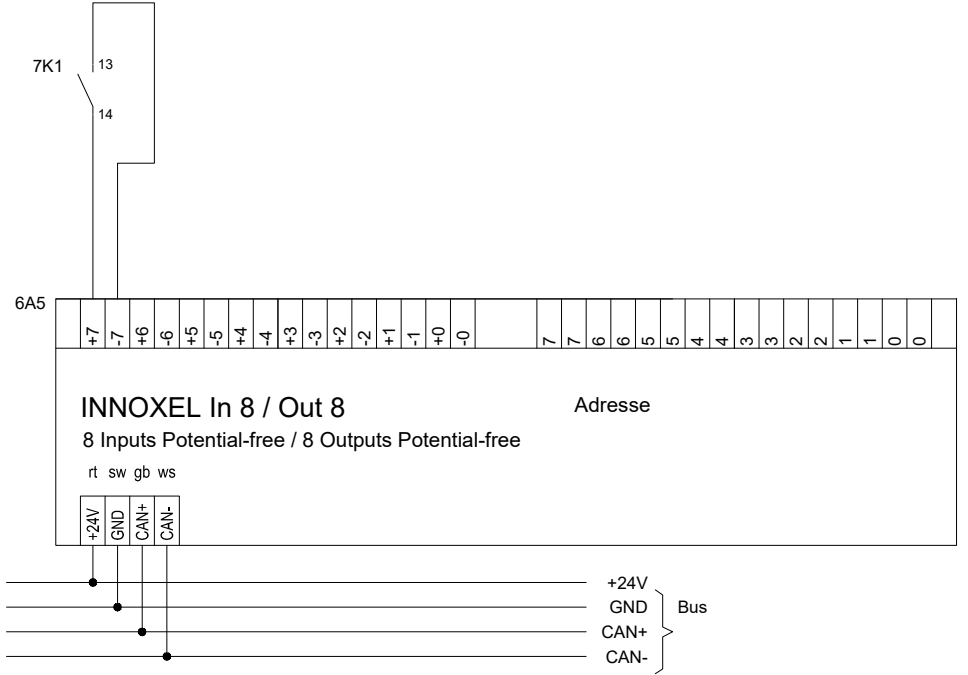 7K1
13
14
6A5
+7 -7 +6 -6 +5 -5 +4 -4 +3 -3 +2 -2 +1 -1 +0 -0 7 7 6 6 5 5 4 4 3 3 2 2 1 1 0 0
INNOXEL In 8 / Out 8 Adresse
8 Inputs Potential-free / 8 Outputs Potential-free
rt sw gb ws
+24V GND CAN+ CAN-
+24V
GND Bus
CAN+
CAN-